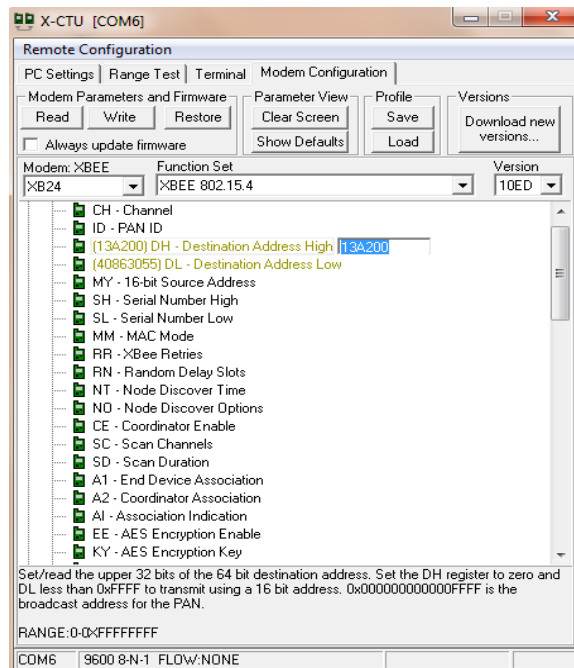 X-CTU [COM6]
Remote Configuration
PC Settings Range Test Terminal Modem Configuration
Modem Parameters and Firmware Parameter View Profile Versions
Read Write Restore Clear Screen Save Download new versions...
Always update firmware Show Defaults Load
Modem: XBEE Function Set Version
XB24 XBEE 802.15.4 10ED
CH - Channel
ID - PAN ID
(13A200) DH - Destination Address High 13A200
(40863055) DL - Destination Address Low
MY - 16-bit Source Address
SH - Serial Number High
SL - Serial Number Low
MM - MAC Mode
RR - XBee Retries
RN - Random Delay Slots
NT - Node Discover Time
NO - Node Discover Options
CE - Coordinator Enable
SC - Scan Channels
SD - Scan Duration
A1 - End Device Association
A2 - Coordinator Association
AI - Association Indication
EE - AES Encryption Enable
KY - AES Encryption Key
Set/read the upper 32 bits of the 64 bit destination address. Set the DH register to zero and
DL less than 0xFFFF to transmit using a 16 bit address. 0x000000000000FFFF is the
broadcast address for the PAN.
RANGE:0-0XFFFFFFFF
COM6 9600 8-N-1 FLOW:NONE